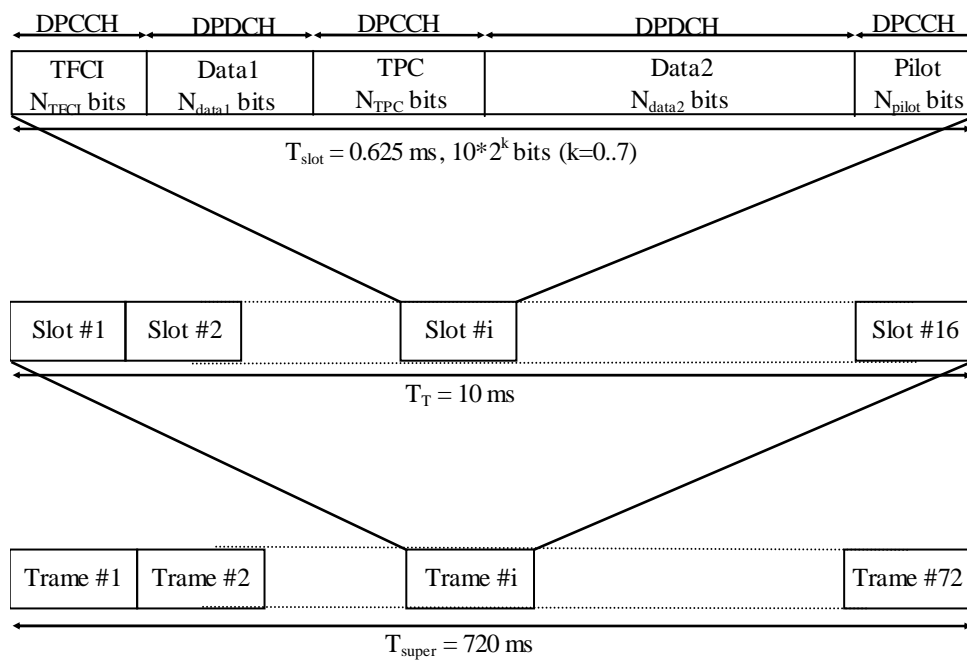 DPCCH DPDCH DPCCH DPDCH DPCCH
TFCI Data1 TPC Data2 Pilot
N_TFCI bits N_data1 bits N_TPC bits N_data2 bits N_pilot bits
T_slot = 0.625 ms, 10*2^k bits (k=0..7)
Slot #1 Slot #2 Slot #i Slot #16
T_T = 10 ms
Trame #1 Trame #2 Trame #i Trame #72
T_super = 720 ms